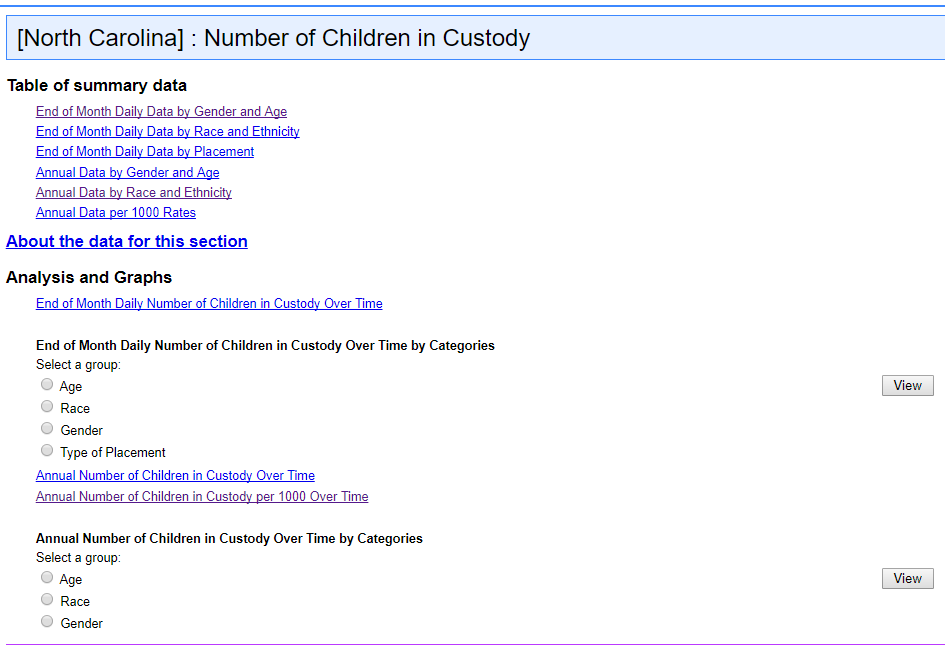 [North Carolina] : Number of Children in Custody
Table of summary data
End of Month Daily Data by Gender and Age
End of Month Daily Data by Race and Ethnicity
End of Month Daily Data by Placement
Annual Data by Gender and Age
Annual Data by Race and Ethnicity
Annual Data per 1000 Rates
About the data for this section
Analysis and Graphs
End of Month Daily Number of Children in Custody Over Time
End of Month Daily Number of Children in Custody Over Time by Categories
Select a group:
Age
View
Race
Gender
Type of Placement
Annual Number of Children in Custody Over Time
Annual Number of Children in Custody per 1000 Over Time
Annual Number of Children in Custody Over Time by Categories
Select a group:
Age
View
Race
Gender